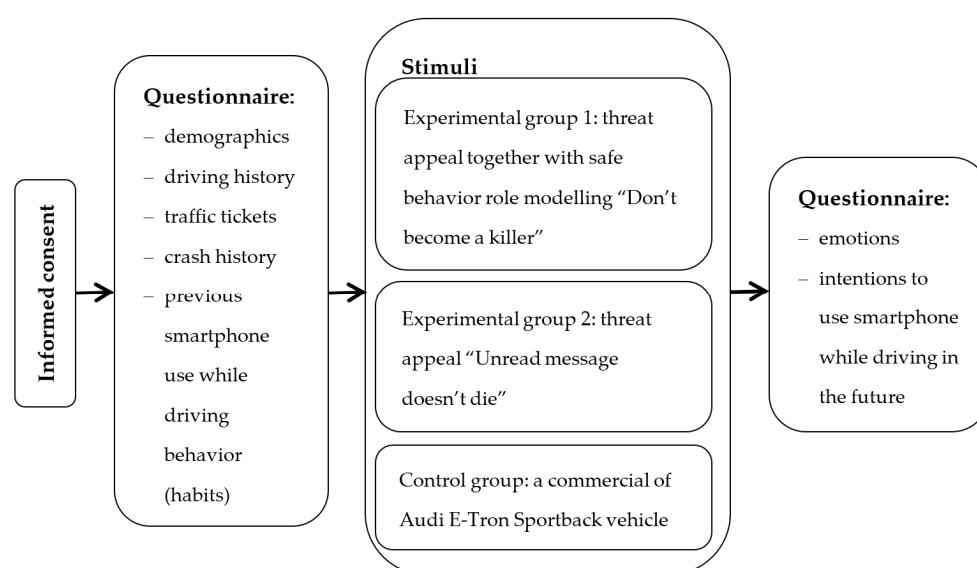 Informed consent
Questionnaire:
– demographics
– driving history
– traffic tickets
– crash history
– previous
smartphone
use while
driving
behavior
(habits)
Stimuli
Experimental group 1: threat
appeal together with safe
behavior role modelling “Don’t
become a killer”
Experimental group 2: threat
appeal “Unread message
doesn’t die”
Control group: a commercial of
Audi E-Tron Sportback vehicle
Questionnaire:
– emotions
– intentions to
use smartphone
while driving in
the future